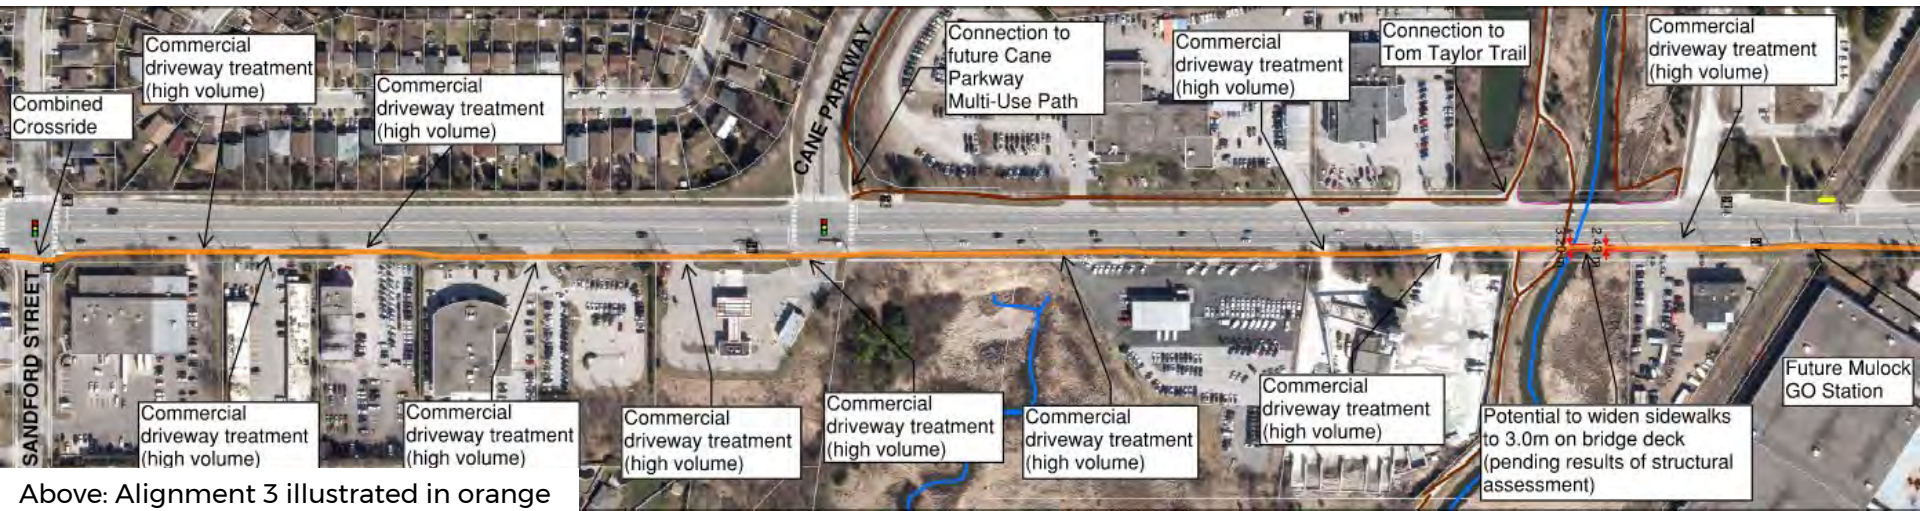 Combined
Crossride
Commercial
driveway treatment
(high volume)
Commercial
driveway treatment
(high volume)
CANE PARKWAY
Connection to
future Cane
Parkway
Multi-Use Path
Commercial
driveway treatment
(high volume)
Connection to
Tom Taylor Trail
Commercial
driveway treatment
(high volume)
SANDFORD STREET
Commercial
driveway treatment
(high volume)
Commercial
driveway treatment
(high volume)
Commercial
driveway treatment
(high volume)
Commercial
driveway treatment
(high volume)
Commercial
driveway treatment
(high volume)
Commercial
driveway treatment
(high volume)
Potential to widen sidewalks
to 3.0m on bridge deck
(pending results of structural
assessment)
Future Mulock
GO Station
Above: Alignment 3 illustrated in orange